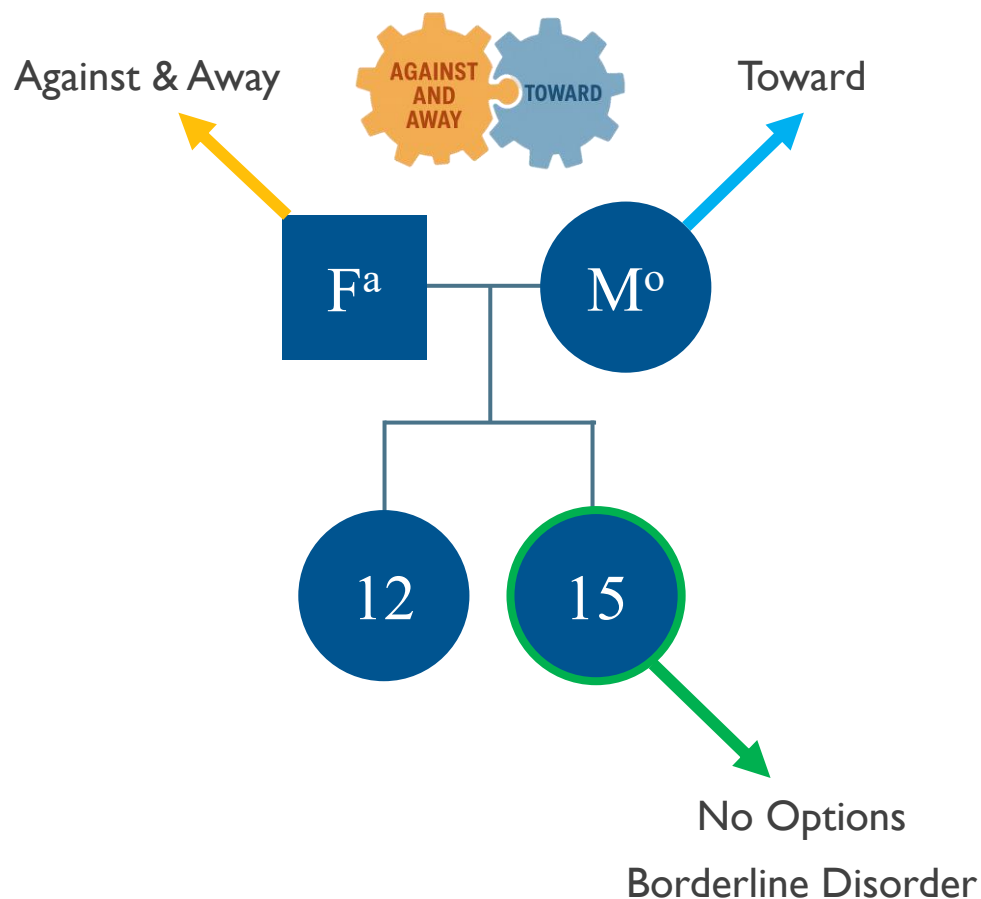 Against & Away
AGAINST
AND
AWAY
TOWARD
Toward
Fᵃ
Mᵒ
12
15
No Options
Borderline Disorder